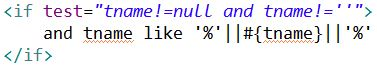 <if test="tname!=null and tname!=''">
and tname like '%'||#{tname}||'%'
</if>